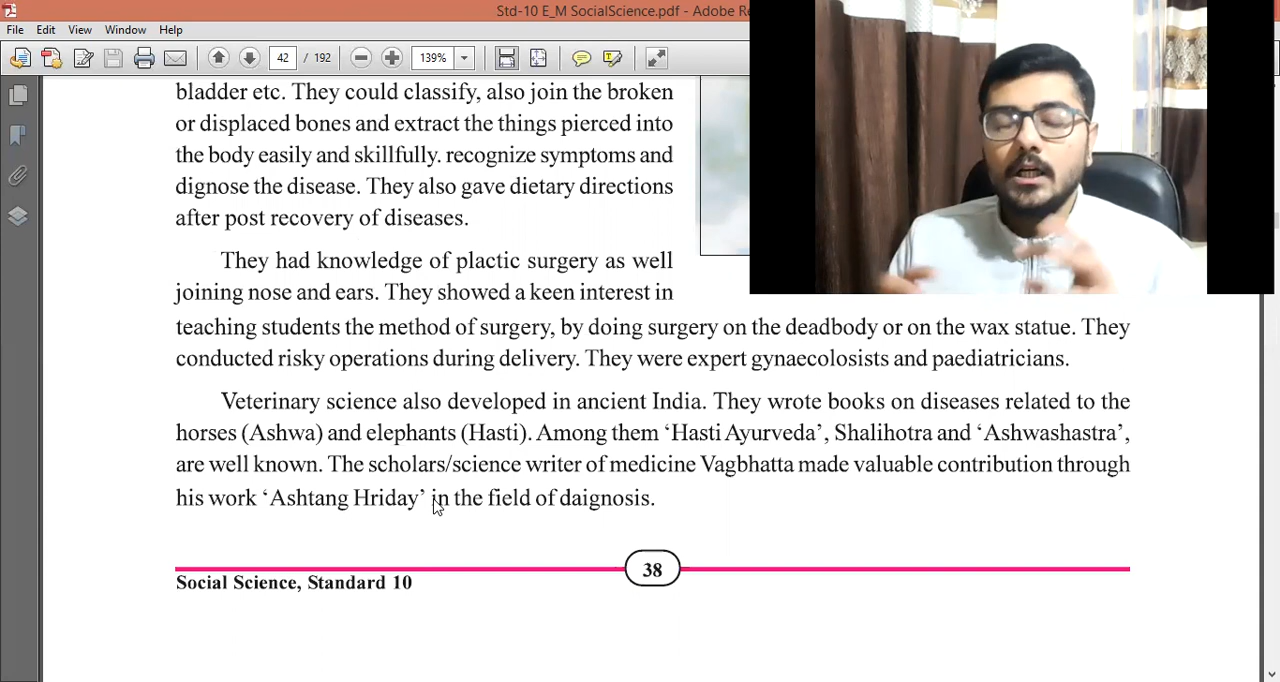 Std-10 E_M SocialScience.pdf - Adobe Re
File Edit View Window Help
42 / 192 139%
bladder etc. They could classify, also join the broken
or displaced bones and extract the things pierced into
the body easily and skillfully. recognize symptoms and
dignose the disease. They also gave dietary directions
after post recovery of diseases.
They had knowledge of plactic surgery as well
joining nose and ears. They showed a keen interest in
teaching students the method of surgery, by doing surgery on the deadbody or on the wax statue. They
conducted risky operations during delivery. They were expert gynaecolosists and paediatricians.
Veterinary science also developed in ancient India. They wrote books on diseases related to the
horses (Ashwa) and elephants (Hasti). Among them ‘Hasti Ayurveda’, Shalihotra and ‘Ashwashastra’,
are well known. The scholars/science writer of medicine Vagbhatta made valuable contribution through
his work ‘Ashtang Hriday’ in the field of daignosis.
38
Social Science, Standard 10